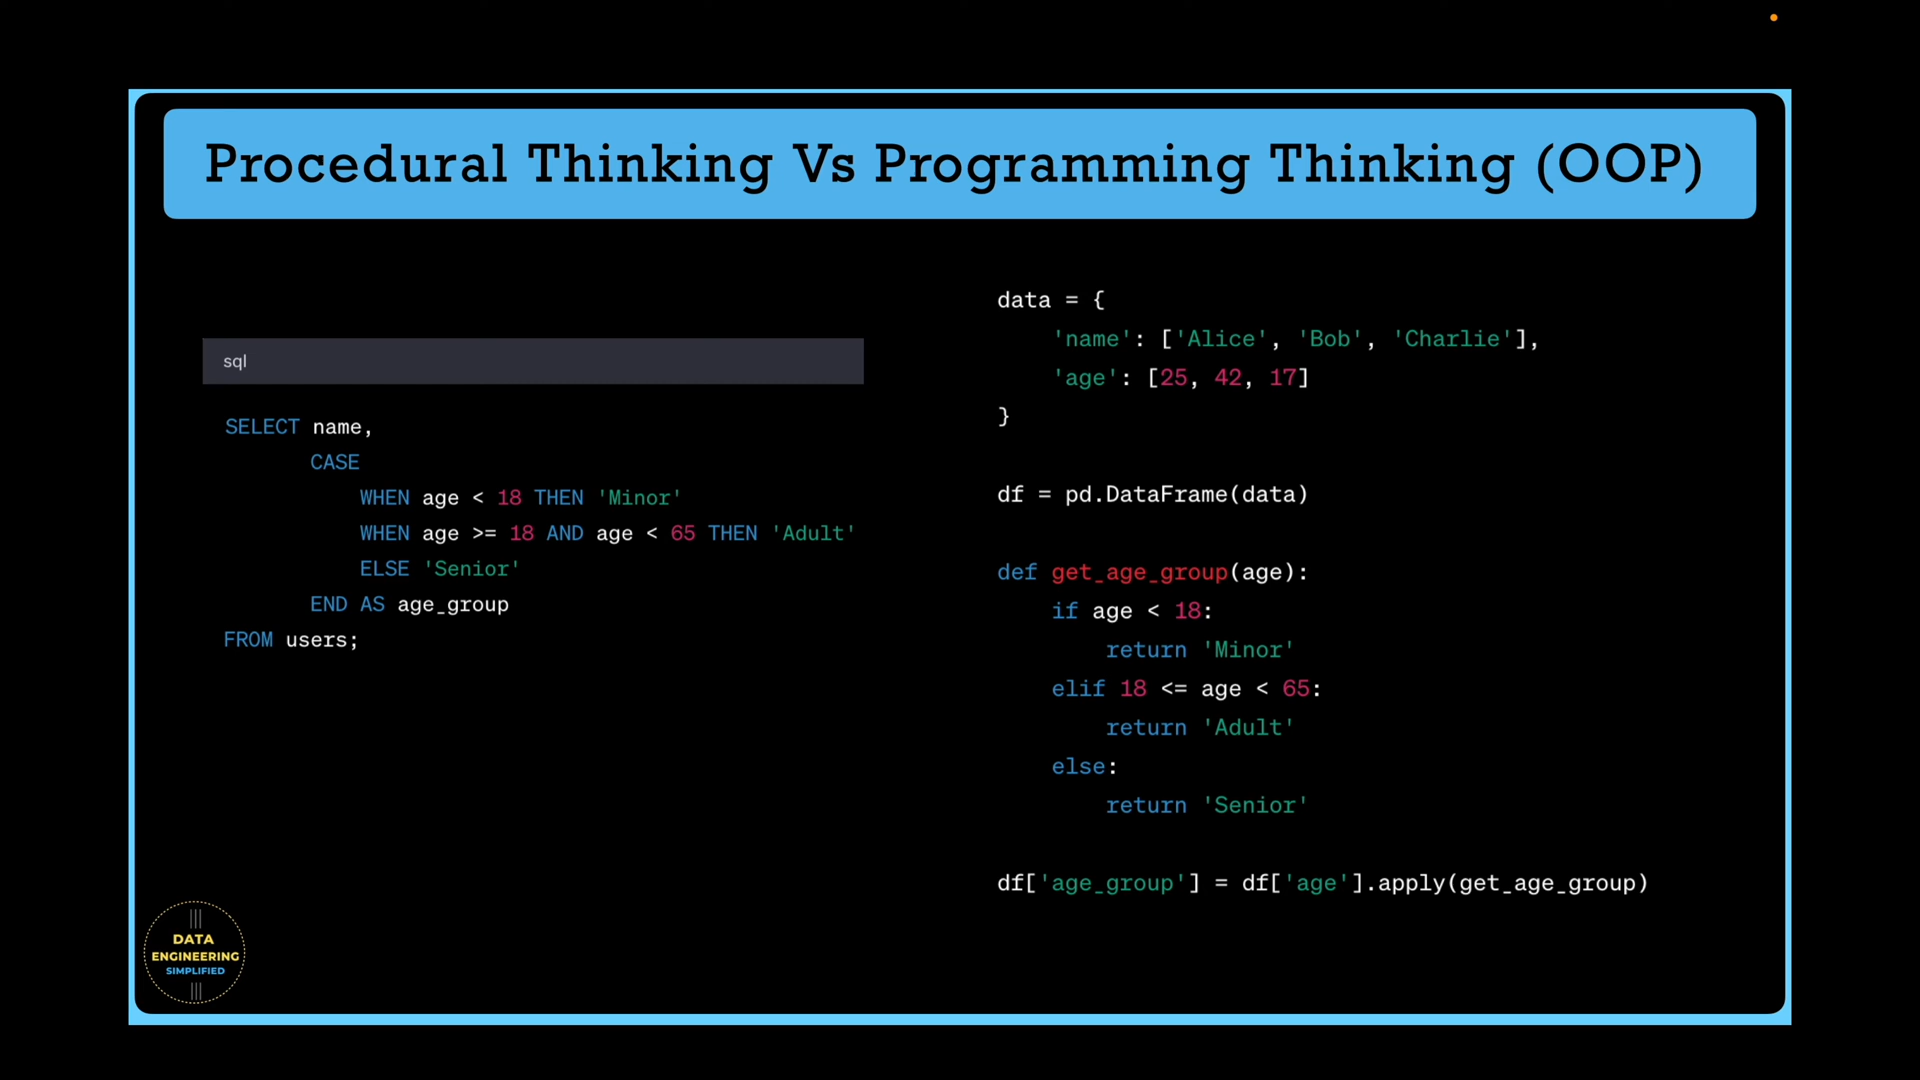 Procedural Thinking Vs Programming Thinking (OOP)
sql
SELECT name,
CASE
WHEN age < 18 THEN 'Minor'
WHEN age >= 18 AND age < 65 THEN 'Adult'
ELSE 'Senior'
END AS age_group
FROM users;
data = {
'name': ['Alice', 'Bob', 'Charlie'],
'age': [25, 42, 17]
}
df = pd.DataFrame(data)
def get_age_group(age):
if age < 18:
return 'Minor'
elif 18 <= age < 65:
return 'Adult'
else:
return 'Senior'
df['age_group'] = df['age'].apply(get_age_group)
DATA
ENGINEERING
SIMPLIFIED